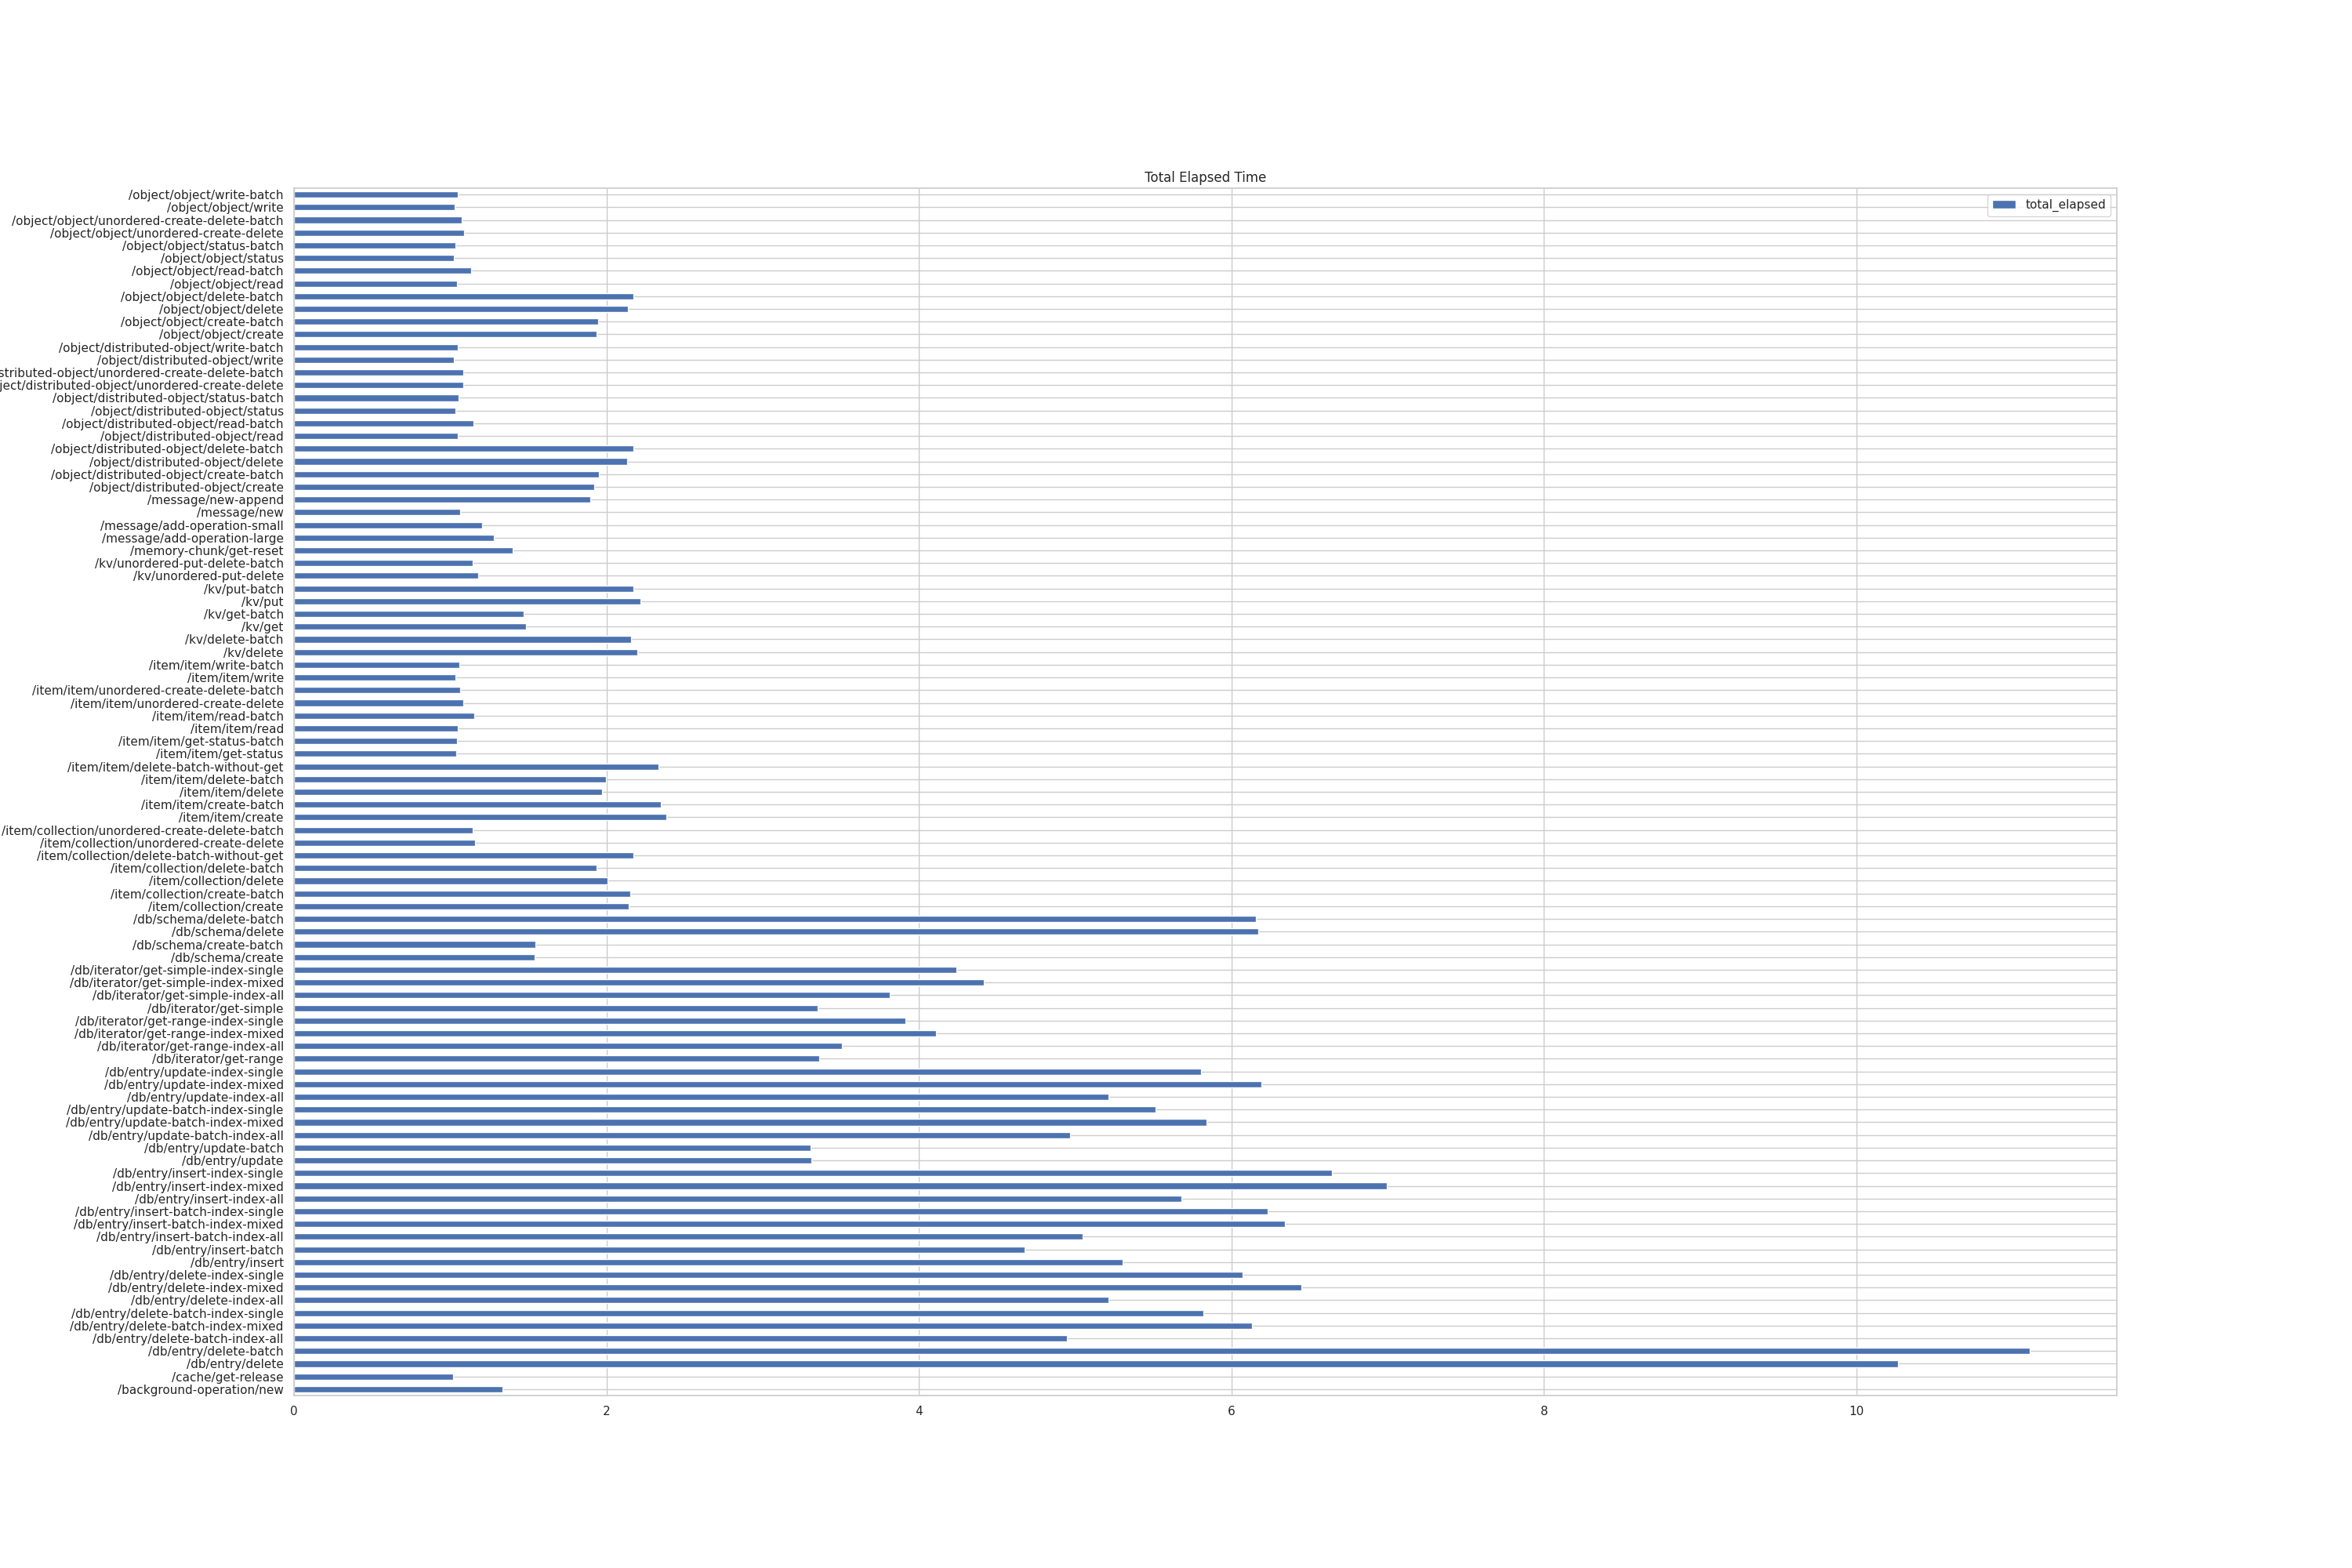 Total Elapsed Time
total_elapsed
/object/object/write-batch
/object/object/write
/object/object/unordered-create-delete-batch
/object/object/unordered-create-delete
/object/object/status-batch
/object/object/status
/object/object/read-batch
/object/object/read
/object/object/delete-batch
/object/object/delete
/object/object/create-batch
/object/object/create
/object/distributed-object/write-batch
/object/distributed-object/write
stributed-object/unordered-create-delete-batch
ject/distributed-object/unordered-create-delete
/object/distributed-object/status-batch
/object/distributed-object/status
/object/distributed-object/read-batch
/object/distributed-object/read
/object/distributed-object/delete-batch
/object/distributed-object/delete
/object/distributed-object/create-batch
/object/distributed-object/create
/message/new-append
/message/new
/message/add-operation-small
/message/add-operation-large
/memory-chunk/get-reset
/kv/unordered-put-delete-batch
/kv/unordered-put-delete
/kv/put-batch
/kv/put
/kv/get-batch
/kv/get
/kv/delete-batch
/kv/delete
/item/item/write-batch
/item/item/write
/item/item/unordered-create-delete-batch
/item/item/unordered-create-delete
/item/item/read-batch
/item/item/read
/item/item/get-status-batch
/item/item/get-status
/item/item/delete-batch-without-get
/item/item/delete-batch
/item/item/delete
/item/item/create-batch
/item/item/create
/item/collection/unordered-create-delete-batch
/item/collection/unordered-create-delete
/item/collection/delete-batch-without-get
/item/collection/delete-batch
/item/collection/delete
/item/collection/create-batch
/item/collection/create
/db/schema/delete-batch
/db/schema/delete
/db/schema/create-batch
/db/schema/create
/db/iterator/get-simple-index-single
/db/iterator/get-simple-index-mixed
/db/iterator/get-simple-index-all
/db/iterator/get-simple
/db/iterator/get-range-index-single
/db/iterator/get-range-index-mixed
/db/iterator/get-range-index-all
/db/iterator/get-range
/db/entry/update-index-single
/db/entry/update-index-mixed
/db/entry/update-index-all
/db/entry/update-batch-index-single
/db/entry/update-batch-index-mixed
/db/entry/update-batch-index-all
/db/entry/update-batch
/db/entry/update
/db/entry/insert-index-single
/db/entry/insert-index-mixed
/db/entry/insert-index-all
/db/entry/insert-batch-index-single
/db/entry/insert-batch-index-mixed
/db/entry/insert-batch-index-all
/db/entry/insert-batch
/db/entry/insert
/db/entry/delete-index-single
/db/entry/delete-index-mixed
/db/entry/delete-index-all
/db/entry/delete-batch-index-single
/db/entry/delete-batch-index-mixed
/db/entry/delete-batch-index-all
/db/entry/delete-batch
/db/entry/delete
/cache/get-release
/background-operation/new
0 2 4 6 8 10